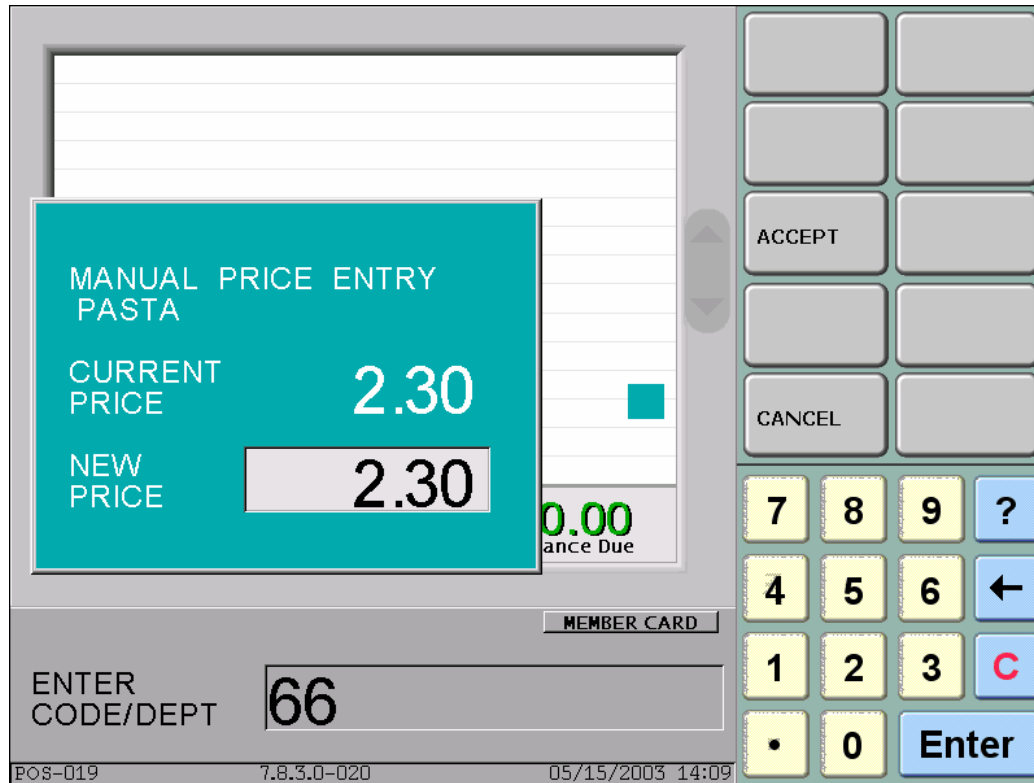 MANUAL PRICE ENTRY
PASTA
CURRENT
PRICE
2.30
NEW
PRICE
2.30
0.00
ance Due
MEMBER CARD
ENTER
CODE/DEPT
66
POS-019 7.8.3.0-020 05/15/2003 14:09
ACCEPT
CANCEL
7 8 9 ?
4 5 6 ←
1 2 3 C
• 0 Enter